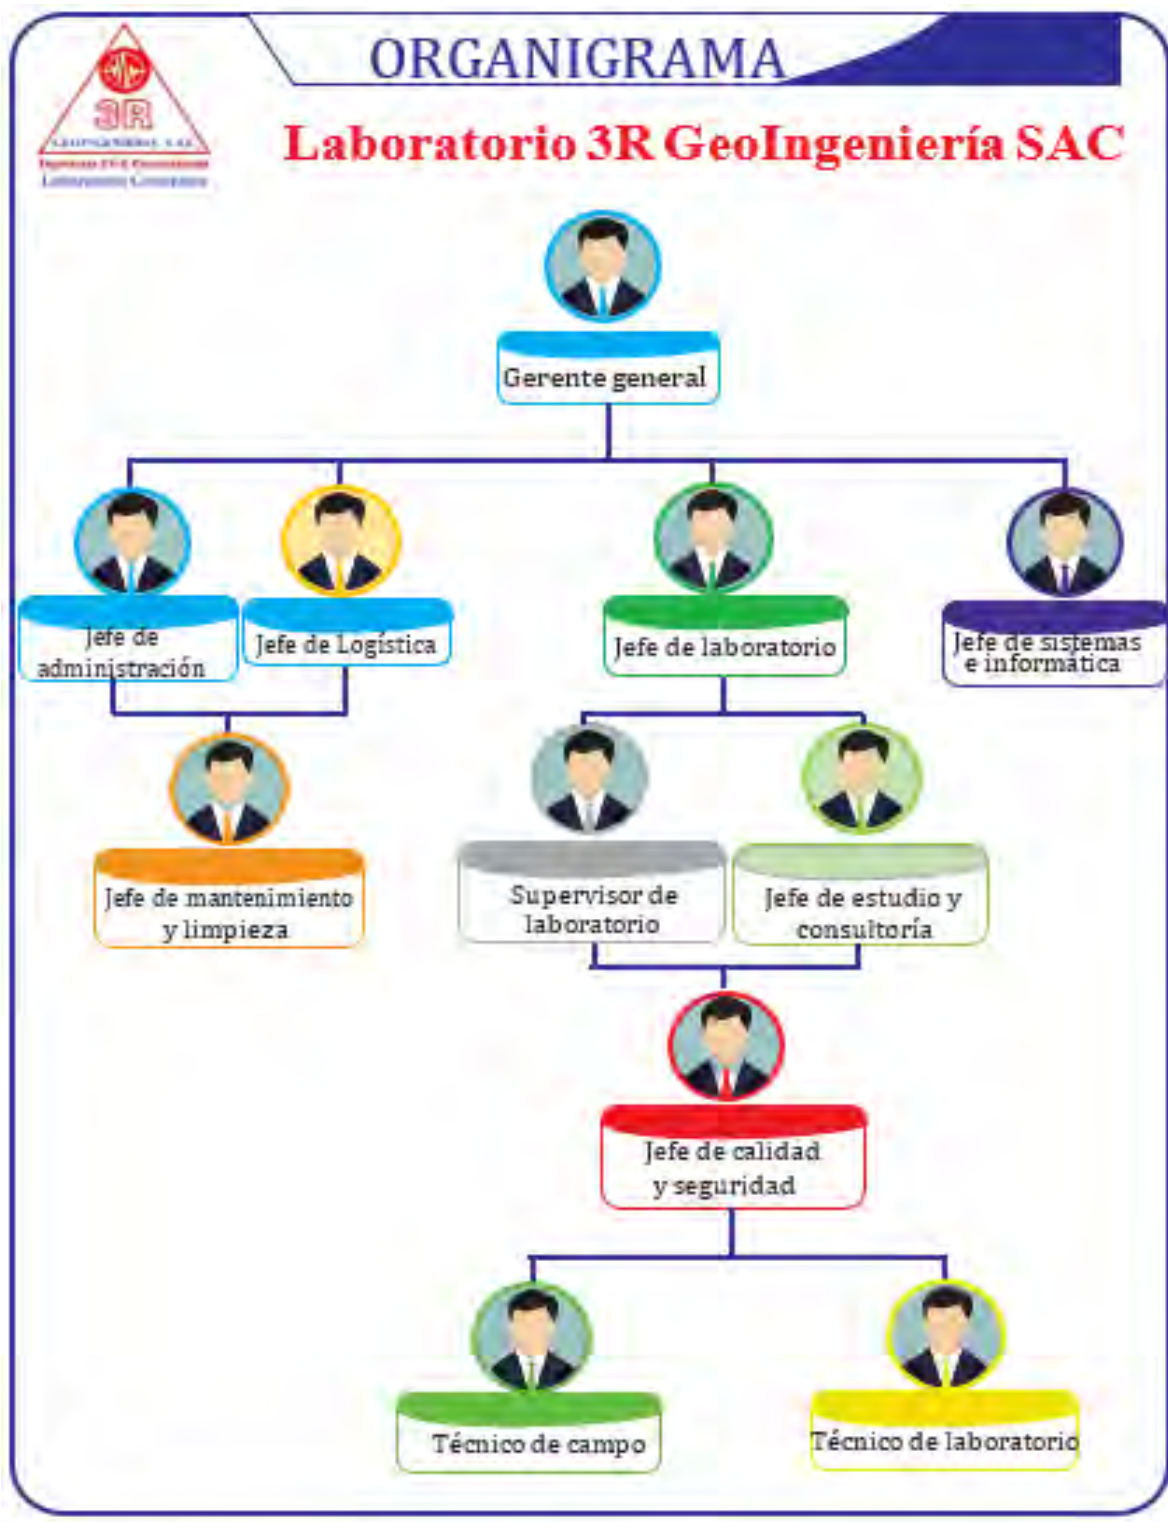 ORGANIGRAMA
3R
Laboratorio 3R GeoIngeniería SAC
Gerente general
Jefe de
administración
Jefe de Logística
Jefe de laboratorio
Jefe de sistemas
e informática
Jefe de mantenimiento
y limpieza
Supervisor de
laboratorio
Jefe de estudio y
consultoría
Jefe de calidad
y seguridad
Técnico de campo
Técnico de laboratorio